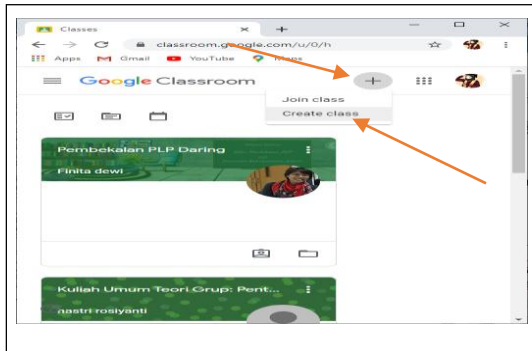 Classes
classroom.google.com/u/0/h
Apps M Gmail YouTube Maps
Google Classroom
Join class
Create class
Pembekalan PLP Daring
Finita dewi
Kuliah Umum Teori Grup: Pent...
nastri rosiyanti